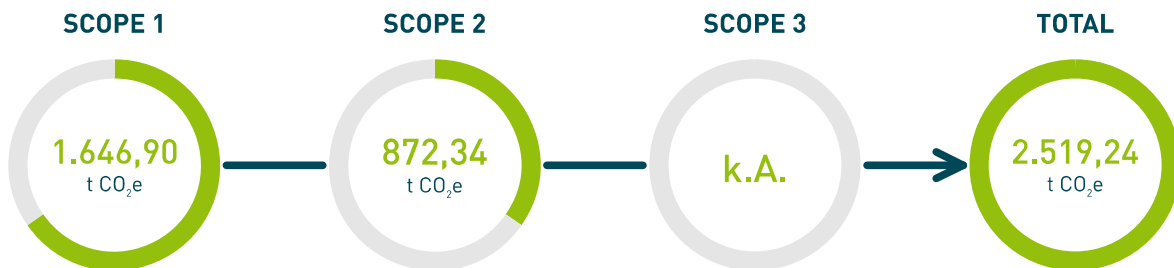 SCOPE 1
SCOPE 2
SCOPE 3
TOTAL
1.646,90
t CO₂e
872,34
t CO₂e
k.A.
2.519,24
t CO₂e